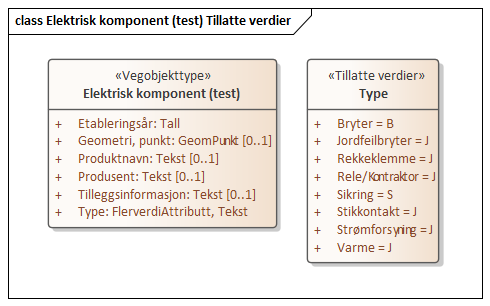 class Elektrisk komponent (test) Tillatte verdier
«Vegobjekttype»
Elektrisk komponent (test)
+ Etableringsår: Tall
+ Geometri, punkt: GeomPunkt [0..1]
+ Produktnavn: Tekst [0..1]
+ Produsent: Tekst [0..1]
+ Tilleggsinformasjon: Tekst [0..1]
+ Type: FlerverdiAttributt, Tekst
«Tillatte verdier»
Type
+ Bryter = B
+ Jordfeilbryter = J
+ Rekkeklemme = J
+ Rele/Kontraktor = J
+ Sikring = S
+ Stikkontakt = J
+ Strømforsyning = J
+ Varme = J